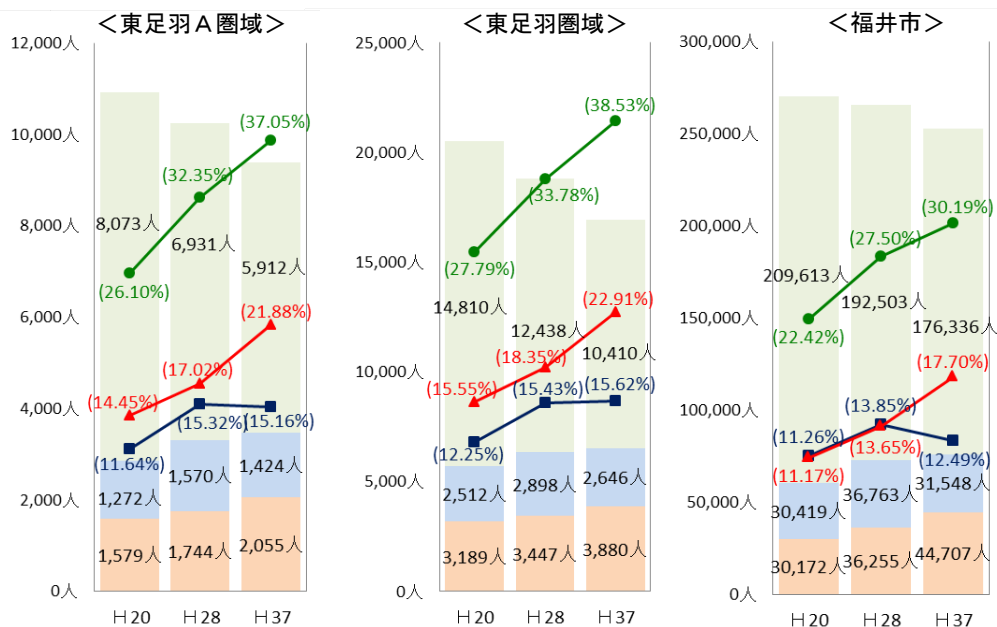 ＜東足羽Ａ圏域＞
12,000人
10,000人
8,000人
6,000人
4,000人
2,000人
0人
(37.05%)
(32.35%)
8,073人
6,931人
5,912人
(26.10%)
(21.88%)
(17.02%)
(14.45%)
(15.32%)
(15.16%)
(11.64%)
1,272人
1,570人
1,424人
1,579人
1,744人
2,055人
Ｈ20
Ｈ28
Ｈ37
＜東足羽圏域＞
25,000人
20,000人
15,000人
10,000人
5,000人
0人
(38.53%)
(33.78%)
(27.79%)
14,810人
12,438人
10,410人
(22.91%)
(18.35%)
(15.55%)
(15.43%)
(15.62%)
(12.25%)
2,512人
2,898人
2,646人
3,189人
3,447人
3,880人
Ｈ20
Ｈ28
Ｈ37
＜福井市＞
300,000人
250,000人
200,000人
150,000人
100,000人
50,000人
0人
(30.19%)
(27.50%)
209,613人
192,503人
176,336人
(22.42%)
(17.70%)
(13.85%)
(11.26%)
(13.65%)
(12.49%)
(11.17%)
30,419人
36,763人
31,548人
30,172人
36,255人
44,707人
Ｈ20
Ｈ28
Ｈ37